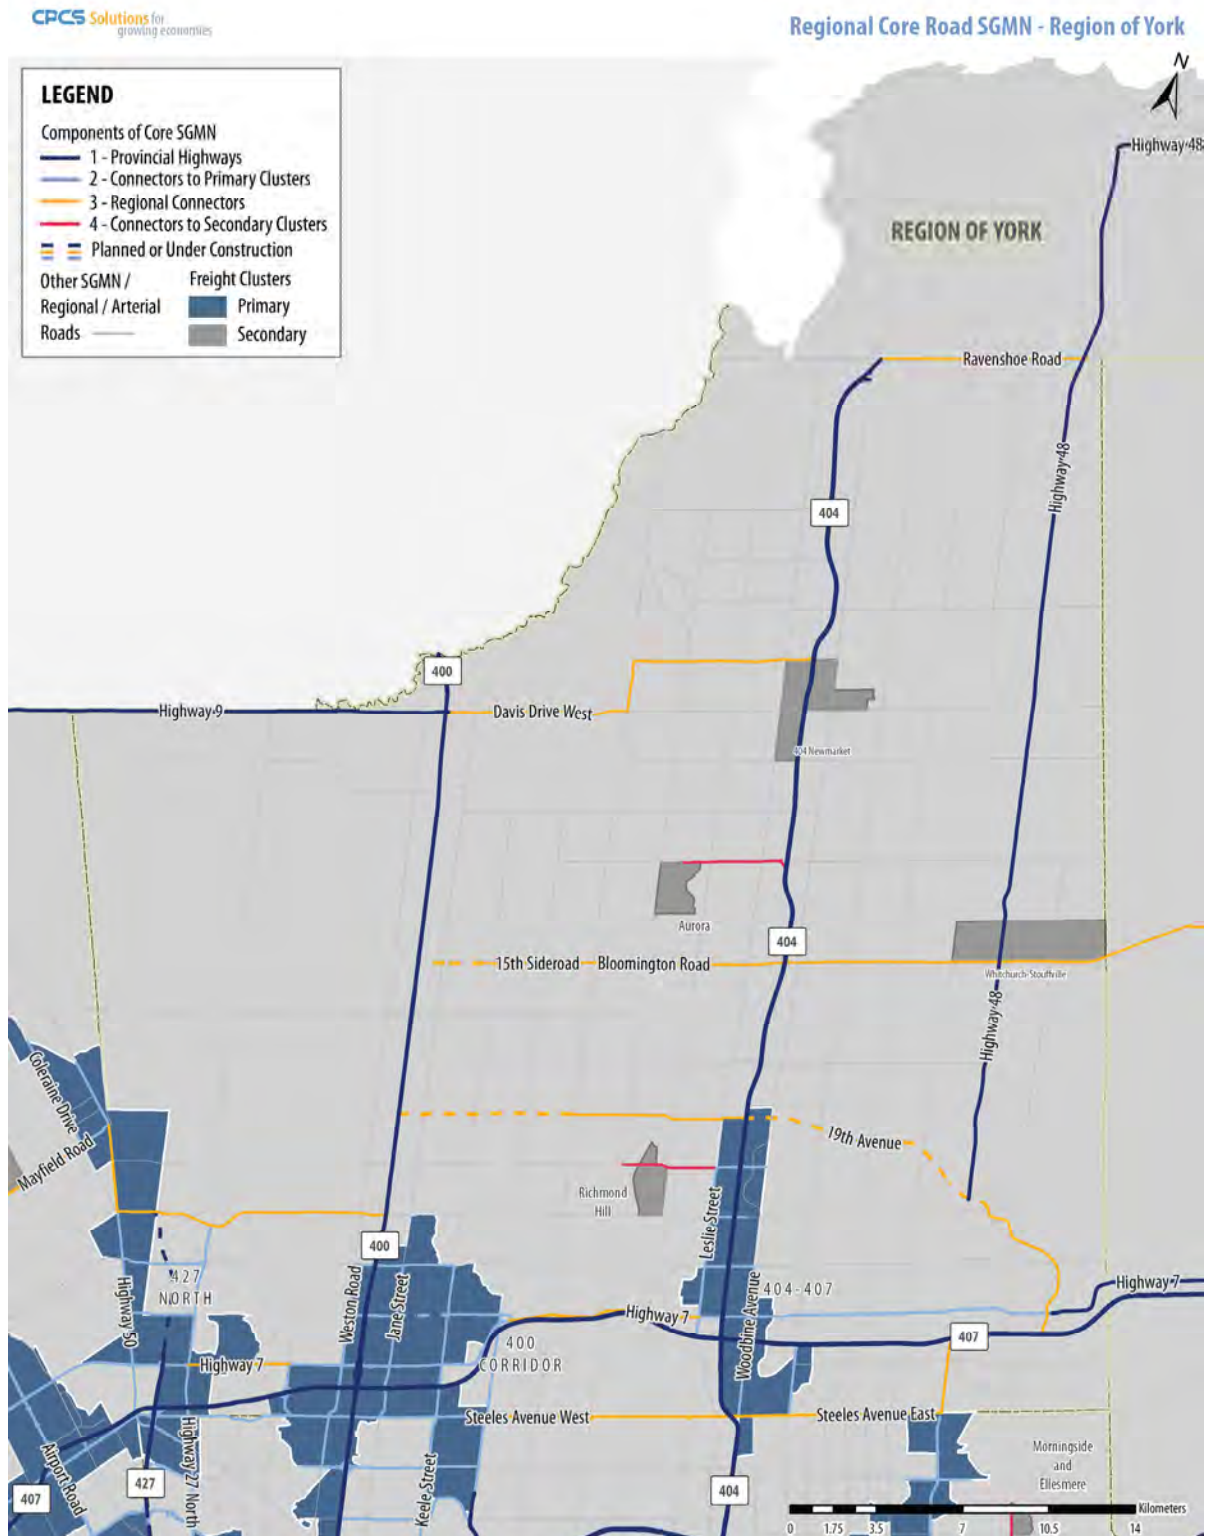 CPCS Solutions for
growing economies
Regional Core Road SGMN - Region of York
N
LEGEND
Components of Core SGMN
1 - Provincial Highways
2 - Connectors to Primary Clusters
3 - Regional Connectors
4 - Connectors to Secondary Clusters
Planned or Under Construction
Other SGMN /
Regional / Arterial
Roads
Freight Clusters
Primary
Secondary
Highway 48
REGION OF YORK
Ravenshoe Road
Highway 48
404
400
Highway 9
Davis Drive West
404 Newmarket
Aurora
404
15th Sideroad
Bloomington Road
Whitchurch-Stouffville
Highway 48
Coleraine Drive
Mayfield Road
19th Avenue
Richmond
Hill
Leslie Street
400
427
NORTH
Highway 50
Weston Road
Jane Street
404-407
Woodbine Avenue
Highway 7
Highway 7
407
400
CORRIDOR
Highway 7
Steeles Avenue West
Steeles Avenue East
Highway 27 North
Keele Street
Airport Road
407
427
404
Morningside
and
Ellesmere
Kilometers
0 1.75 3.5 7 10.5 14